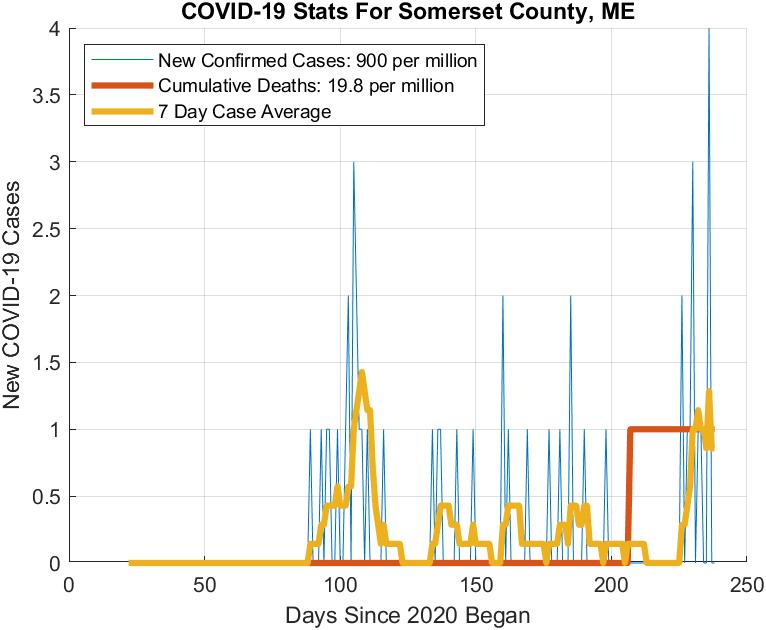 COVID-19 Stats For Somerset County, ME
New Confirmed Cases: 900 per million
Cumulative Deaths: 19.8 per million
7 Day Case Average
New COVID-19 Cases
4
3.5
3
2.5
2
1.5
1
0.5
0
0 50 100 150 200 250
Days Since 2020 Began